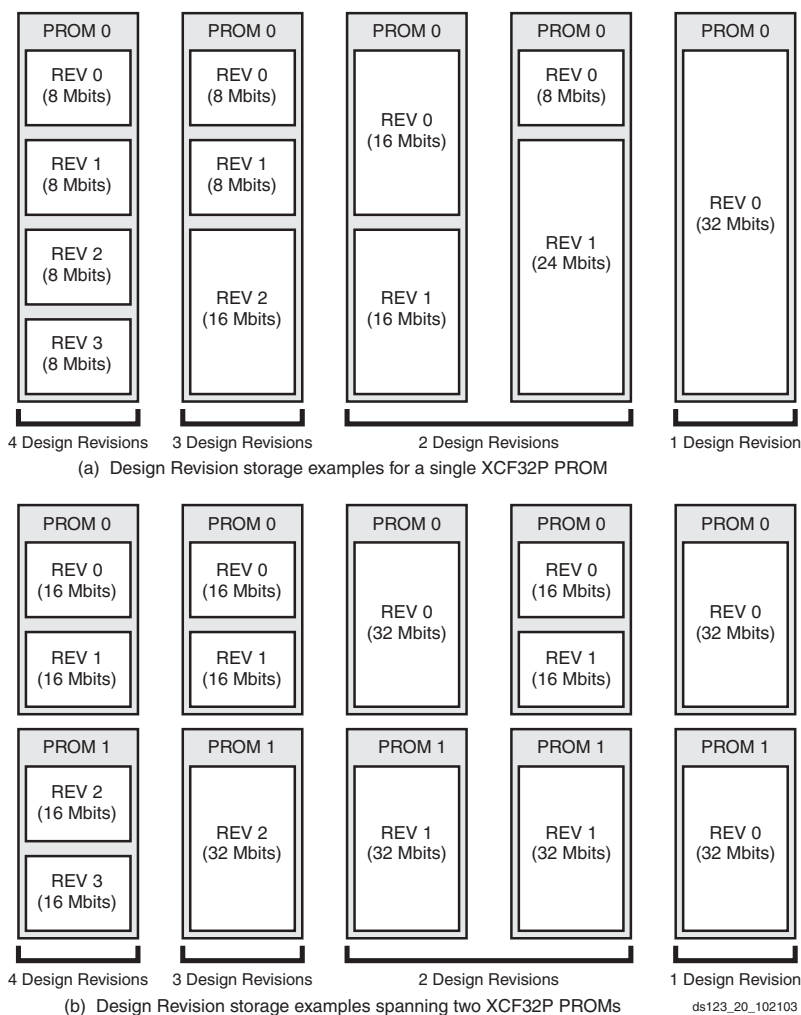 PROM 0
REV 0
(8 Mbits)
REV 1
(8 Mbits)
REV 2
(8 Mbits)
REV 3
(8 Mbits)
PROM 0
REV 0
(8 Mbits)
REV 1
(8 Mbits)
REV 2
(16 Mbits)
PROM 0
REV 0
(16 Mbits)
REV 1
(16 Mbits)
PROM 0
REV 0
(8 Mbits)
REV 1
(24 Mbits)
PROM 0
REV 0
(32 Mbits)
4 Design Revisions
3 Design Revisions
2 Design Revisions
1 Design Revision
(a) Design Revision storage examples for a single XCF32P PROM
PROM 0
REV 0
(16 Mbits)
REV 1
(16 Mbits)
PROM 0
REV 0
(16 Mbits)
REV 1
(16 Mbits)
PROM 0
REV 0
(32 Mbits)
PROM 0
REV 0
(16 Mbits)
REV 1
(16 Mbits)
PROM 0
REV 0
(32 Mbits)
PROM 1
REV 2
(16 Mbits)
REV 3
(16 Mbits)
PROM 1
REV 2
(32 Mbits)
PROM 1
REV 1
(32 Mbits)
PROM 1
REV 1
(32 Mbits)
PROM 1
REV 0
(32 Mbits)
4 Design Revisions
3 Design Revisions
2 Design Revisions
1 Design Revision
(b) Design Revision storage examples spanning two XCF32P PROMs
ds123_20_102103